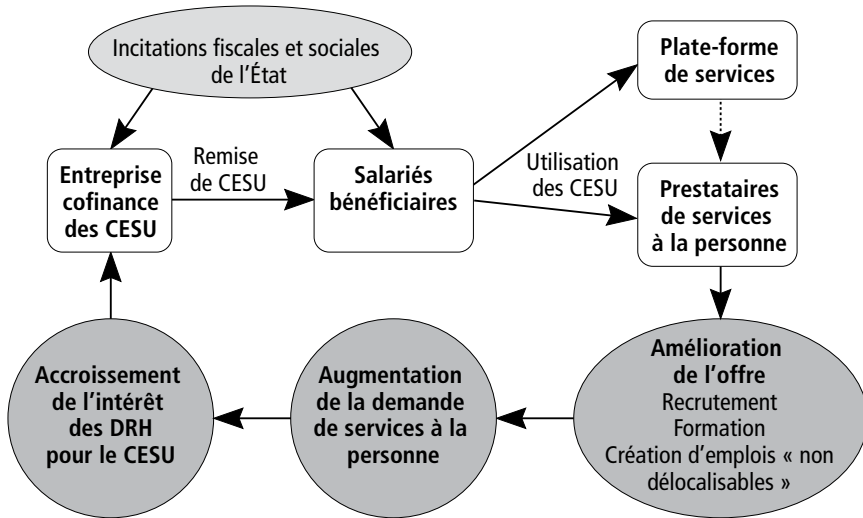 Incitations fiscales et sociales
de l'État
Plate-forme
de services
Entreprise
cofinance
des CESU
Remise
de CESU
Salariés
bénéficiaires
Utilisation
des CESU
Prestataires
de services
à la personne
Accroissement
de l'intérêt
des DRH
pour le CESU
Augmentation
de la demande
de services à la
personne
Amélioration
de l'offre
Recrutement
Formation
Création d'emplois « non
délocalisables »